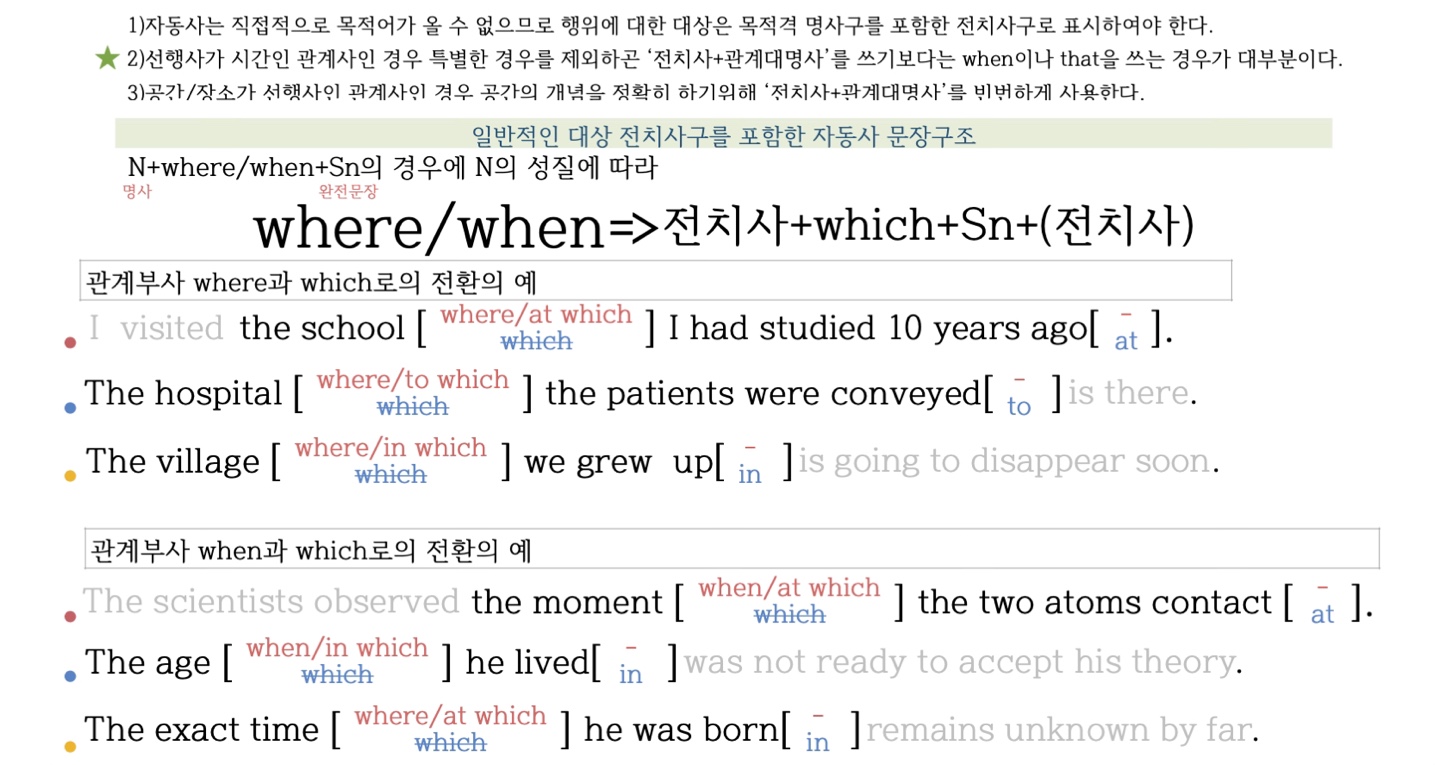 1)자동사는 직접적으로 목적어가 올 수 없으므로 행위에 대한 대상은 목적격 명사구를 포함한 전치사구로 표시하여야 한다.
2)선행사가 시간인 관계사인 경우 특별한 경우를 제외하곤 ‘전치사+관계대명사’를 쓰기보다는 when이나 that을 쓰는 경우가 대부분이다.
3)공간/장소가 선행사인 관계사인 경우 공간의 개념을 정확히 하기위해 ‘전치사+관계대명사’를 빈번하게 사용한다.
일반적인 대상 전치사구를 포함한 자동사 문장구조
N+where/when+Sn의 경우에 N의 성질에 따라
명사 완전문장
where/when=>전치사+which+Sn+(전치사)
관계부사 where과 which로의 전환의 예
I visited the school [ where/at which which ] I had studied 10 years ago[ - at ].
The hospital [ where/to which which ] the patients were conveyed[ - to ] is there.
The village [ where/in which which ] we grew up[ - in ] is going to disappear soon.
관계부사 when과 which로의 전환의 예
The scientists observed the moment [ when/at which which ] the two atoms contact [ - at ].
The age [ when/in which which ] he lived[ - in ] was not ready to accept his theory.
The exact time [ where/at which which ] he was born[ - in ] remains unknown by far.